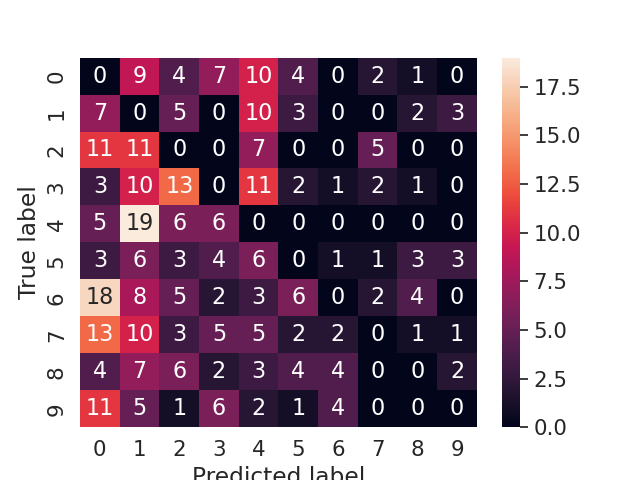 0 0 9 4 7 10 4 0 2 1 0
1 7 0 5 0 10 3 0 0 2 3
2 11 11 0 0 7 0 0 5 0 0
3 3 10 13 0 11 2 1 2 1 0
4 5 19 6 6 0 0 0 0 0 0
5 3 6 3 4 6 0 1 1 3 3
6 18 8 5 2 3 6 0 2 4 0
7 13 10 3 5 5 2 2 0 1 1
8 4 7 6 2 3 4 4 0 0 2
9 11 5 1 6 2 1 4 0 0 0
0 1 2 3 4 5 6 7 8 9
True label
Predicted label
17.5
15.0
12.5
10.0
7.5
5.0
2.5
0.0